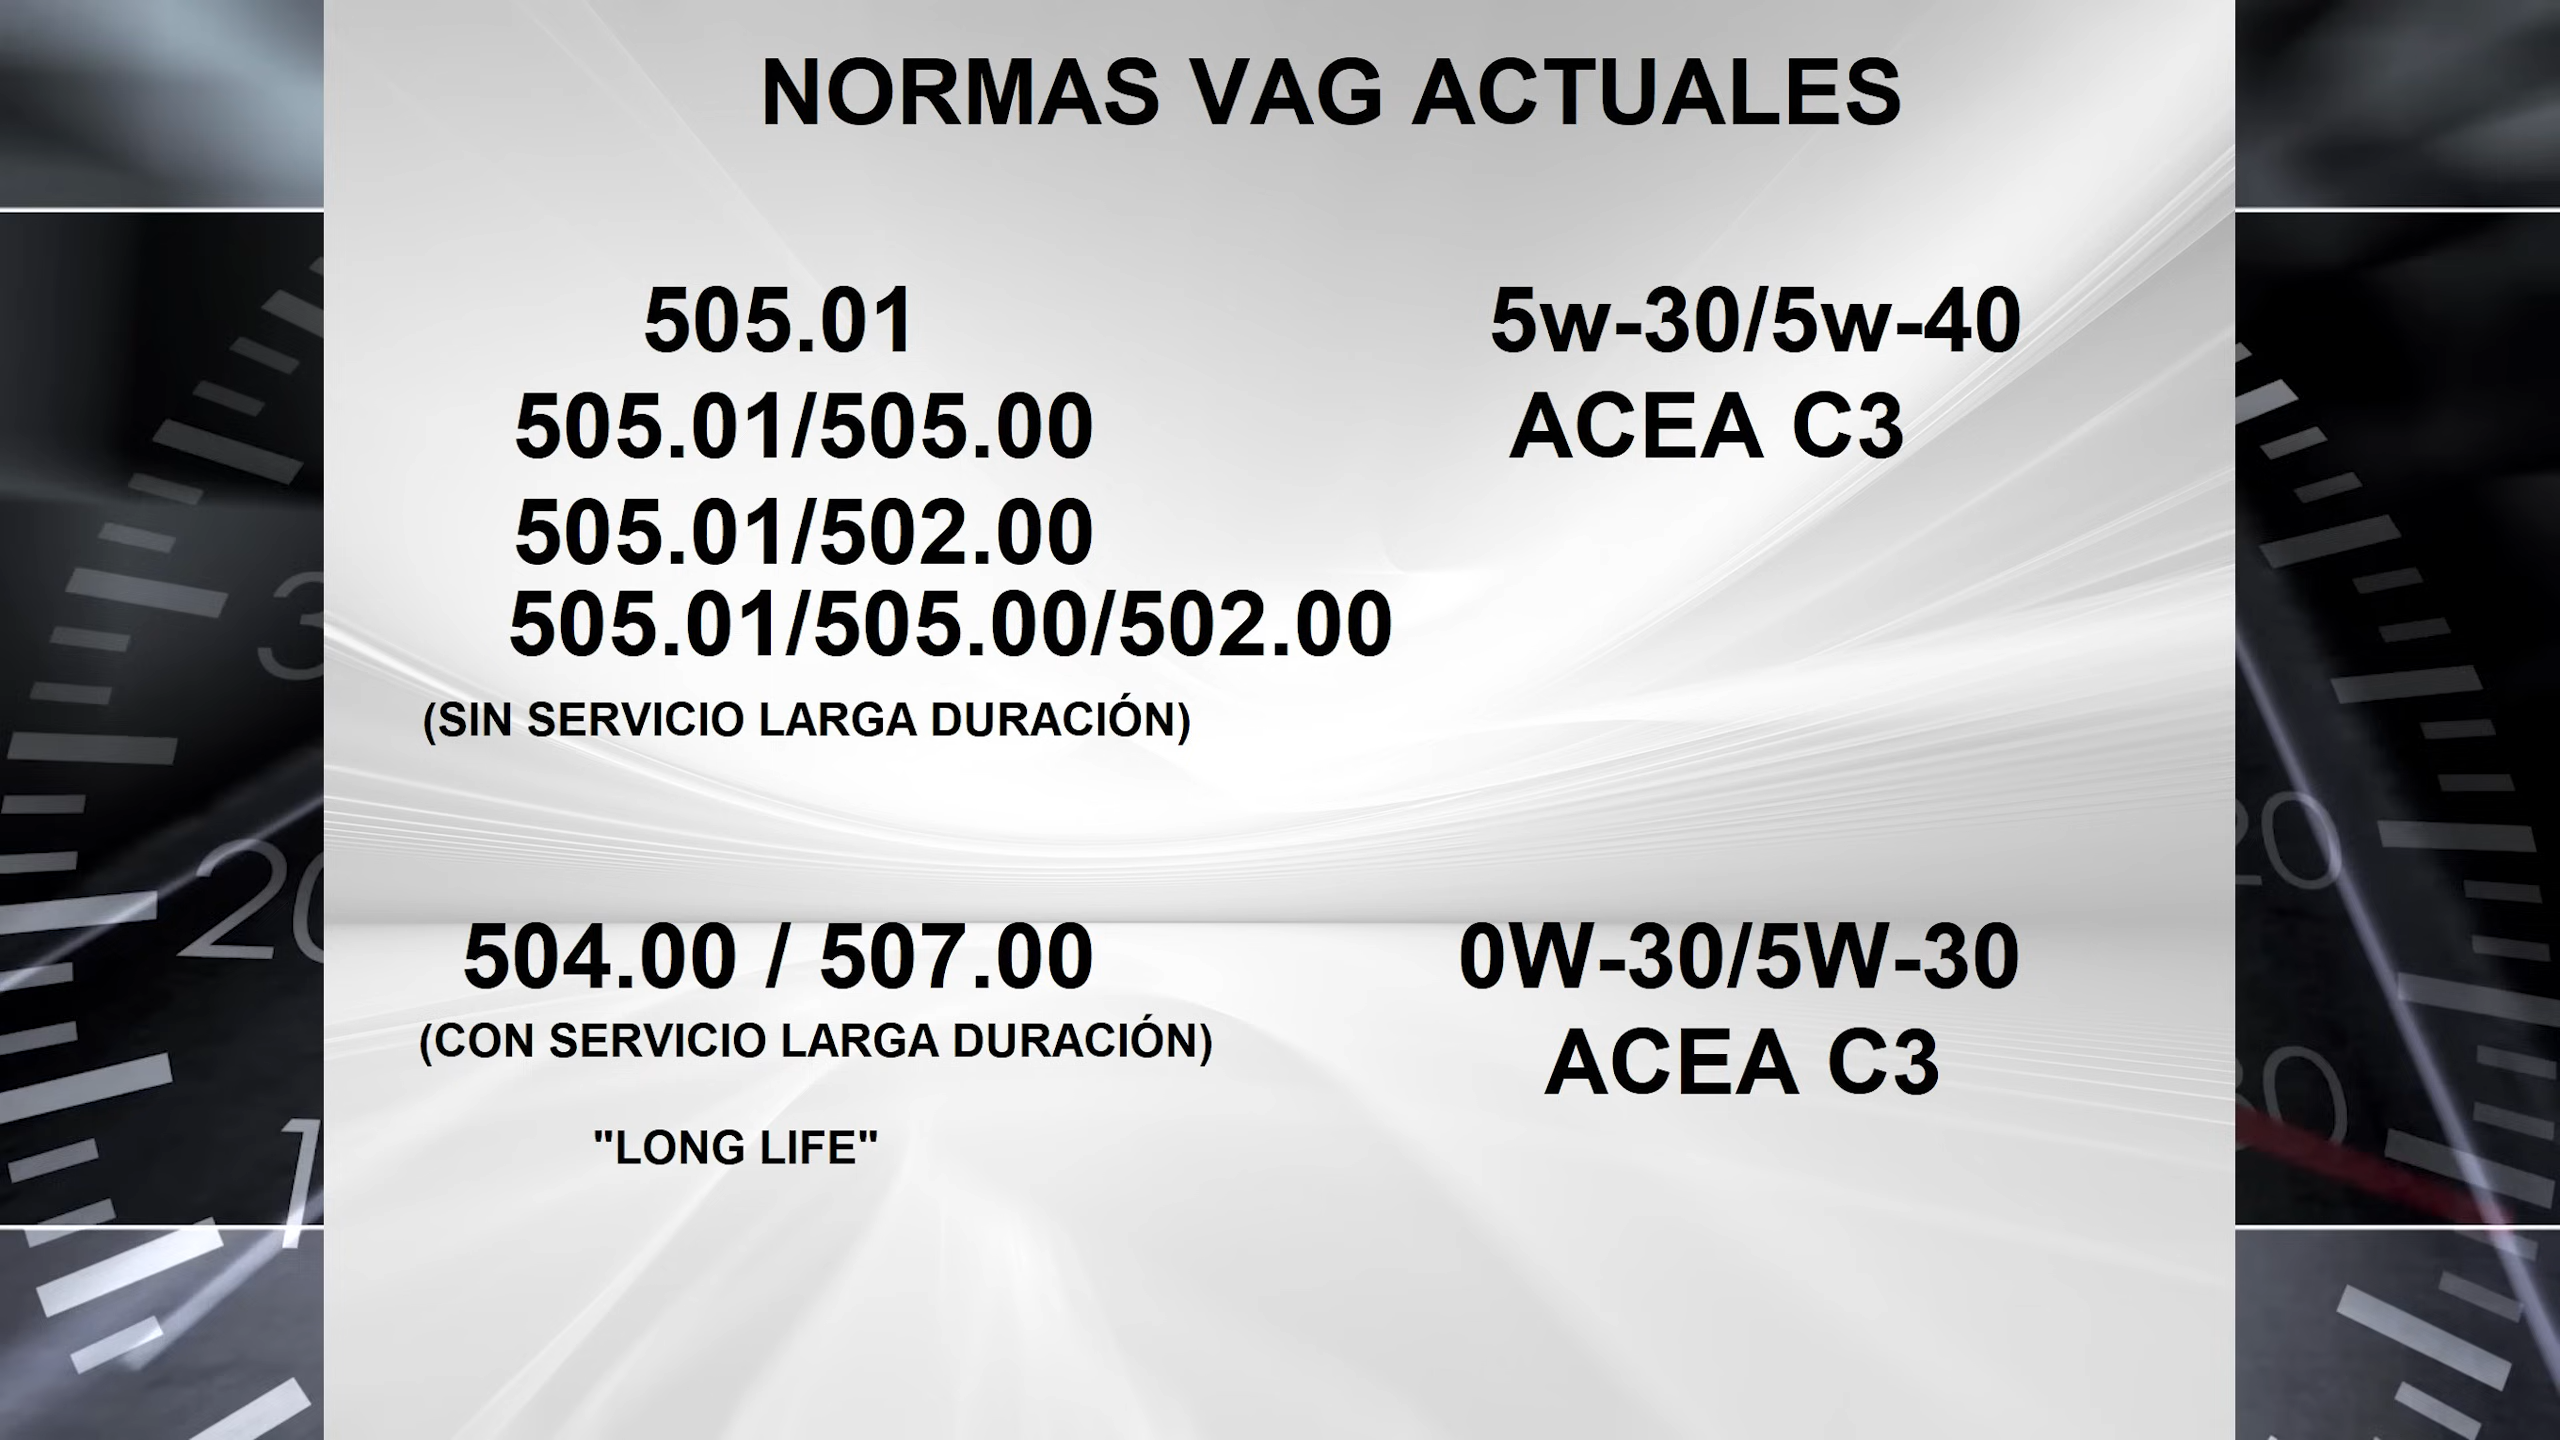 NORMAS VAG ACTUALES
505.01
5w-30/5w-40
505.01/505.00
ACEA C3
505.01/502.00
505.01/505.00/502.00
(SIN SERVICIO LARGA DURACIÓN)
504.00 / 507.00
0W-30/5W-30
(CON SERVICIO LARGA DURACIÓN)
ACEA C3
"LONG LIFE"